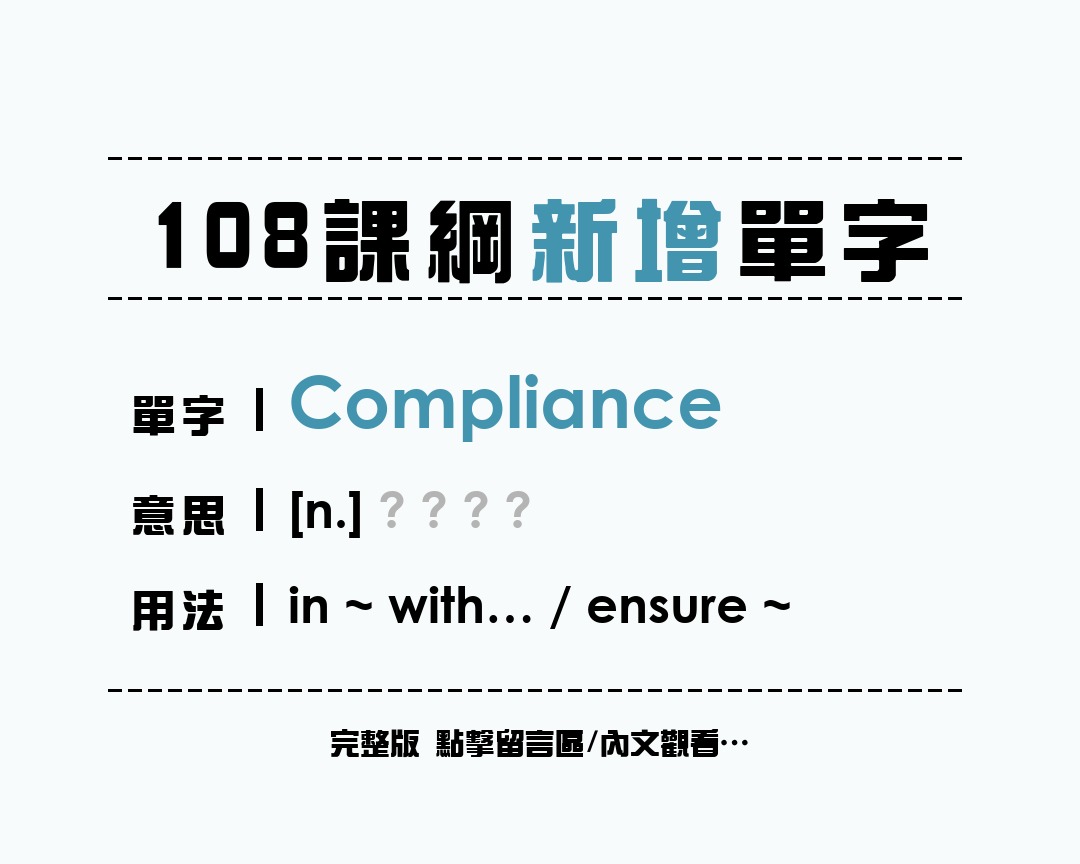 108課綱新增單字
單字 | Compliance
意思 | [n.] ？？？？
用法 | in ~ with… / ensure ~
完整版 點擊留言區/內文觀看…